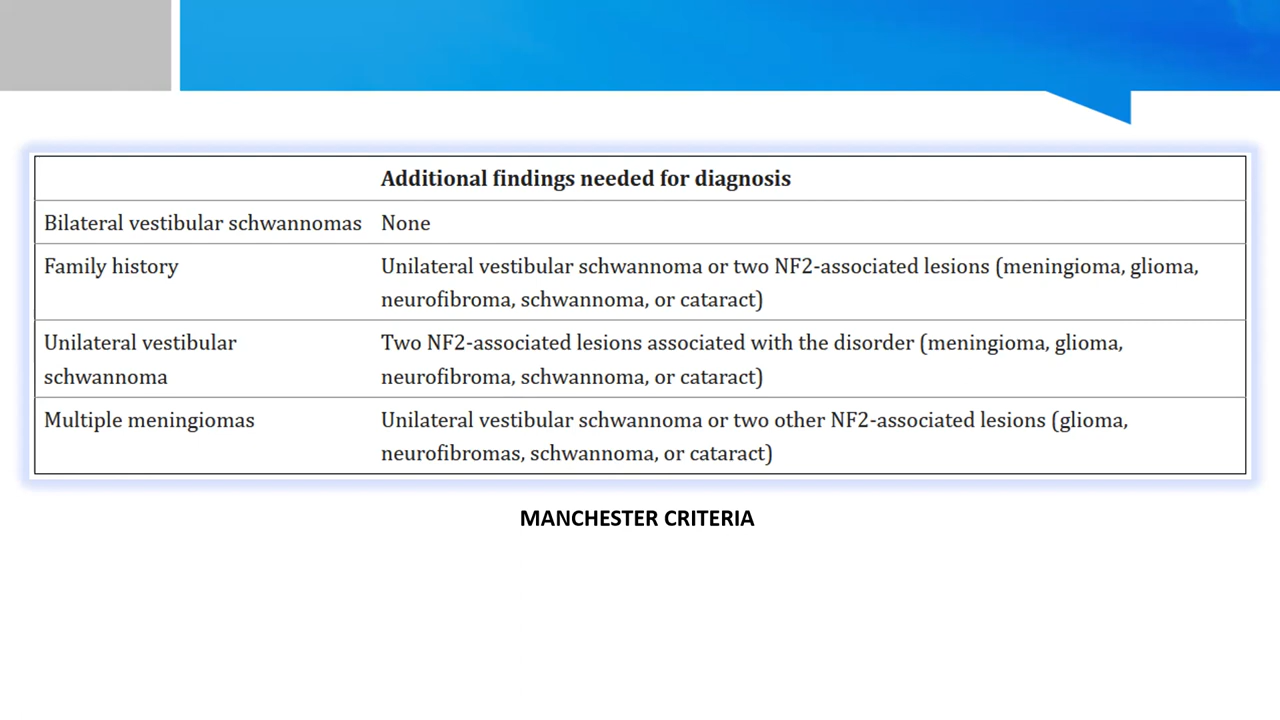 Additional findings needed for diagnosis
Bilateral vestibular schwannomas None
Family history Unilateral vestibular schwannoma or two NF2-associated lesions (meningioma, glioma,
neurofibroma, schwannoma, or cataract)
Unilateral vestibular Two NF2-associated lesions associated with the disorder (meningioma, glioma,
schwannoma neurofibroma, schwannoma, or cataract)
Multiple meningiomas Unilateral vestibular schwannoma or two other NF2-associated lesions (glioma,
neurofibromas, schwannoma, or cataract)
MANCHESTER CRITERIA